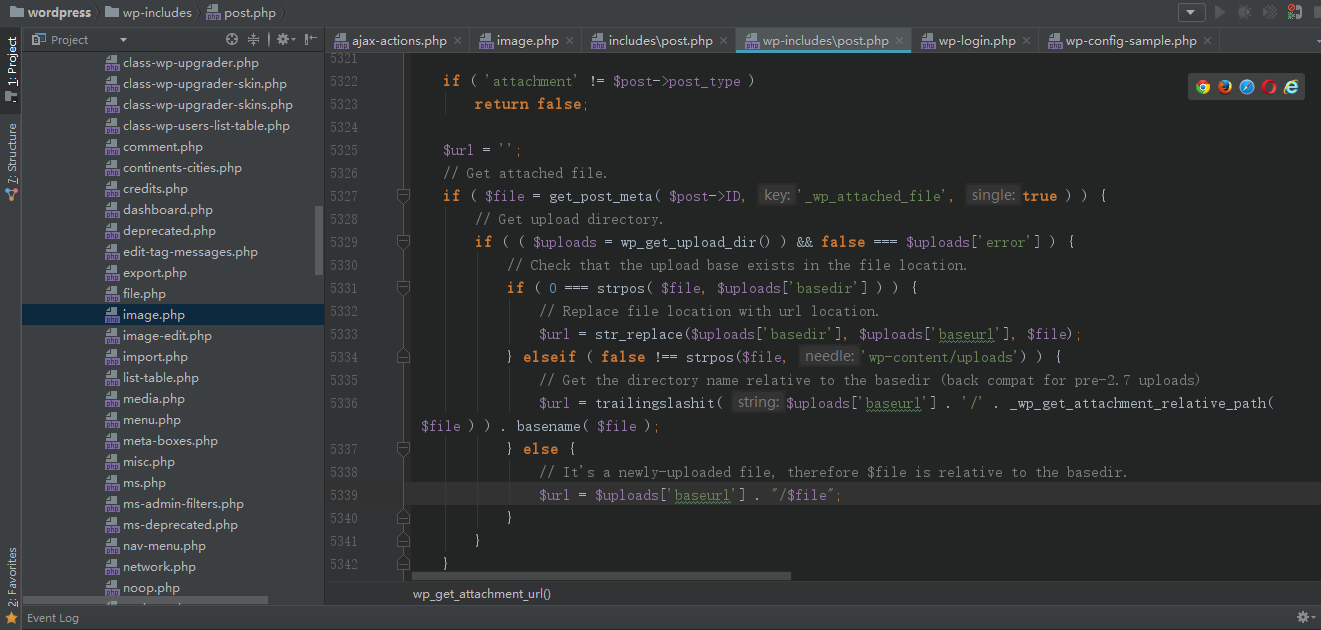 wordpress wp-includes post.php
1: Project
7: Structure
2: Favorites
Project
ajax-actions.php × image.php × includes\post.php × wp-includes\post.php × wp-login.php × wp-config-sample.php ×
class-wp-upgrader.php
class-wp-upgrader-skin.php
class-wp-upgrader-skins.php
class-wp-users-list-table.php
comment.php
continents-cities.php
credits.php
dashboard.php
deprecated.php
edit-tag-messages.php
export.php
file.php
image.php
image-edit.php
import.php
list-table.php
media.php
menu.php
meta-boxes.php
misc.php
ms.php
ms-admin-filters.php
ms-deprecated.php
nav-menu.php
network.php
noop.php
5321
5322 if ( 'attachment' != $post->post_type )
5323 return false;
5324
5325 $url = '';
5326 // Get attached file.
5327 if ( $file = get_post_meta( $post->ID, key: '_wp_attached_file', single: true ) ) {
5328 // Get upload directory.
5329 if ( ( $uploads = wp_get_upload_dir() ) && false === $uploads['error'] ) {
5330 // Check that the upload base exists in the file location.
5331 if ( 0 === strpos( $file, $uploads['basedir'] ) ) {
5332 // Replace file location with url location.
5333 $url = str_replace($uploads['basedir'], $uploads['baseurl'], $file);
5334 } elseif ( false !== strpos($file, needle: 'wp-content/uploads') ) {
5335 // Get the directory name relative to the basedir (back compat for pre-2.7 uploads)
5336 $url = trailingslashit( string: $uploads['baseurl'] . '/' . _wp_get_attachment_relative_path(
$file ) ) . basename( $file );
5337 } else {
5338 // It's a newly-uploaded file, therefore $file is relative to the basedir.
5339 $url = $uploads['baseurl'] . "/$file";
5340 }
5341 }
5342 }
wp_get_attachment_url()
Event Log